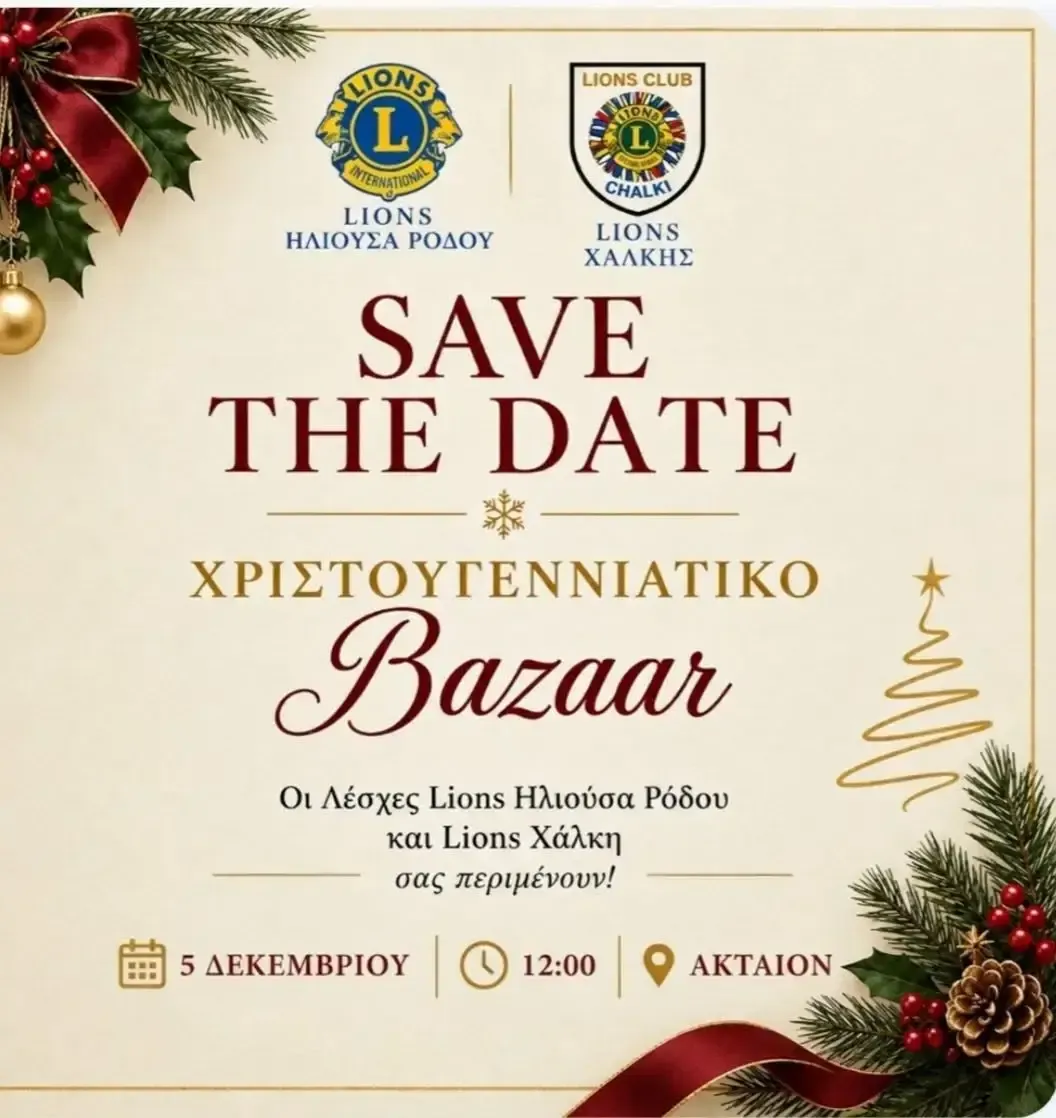 LIONS
L
INTERNATIONAL
LIONS
ΗΛΙΟΥΣΑ ΡΟΔΟΥ
LIONS CLUB
LIONS
L
CHALKI
LIONS
ΧΑΛΚΗΣ
SAVE
THE DATE
ΧΡΙΣΤΟΥΓΕΝΝΙΑΤΙΚΟ
Bazaar
Οι Λέσχες Lions Ηλιούσα Ρόδου
και Lions Χάλκη
σας περιμένουν!
5 ΔΕΚΕΜΒΡΙΟΥ
12:00
ΑΚΤΑΙΟΝ